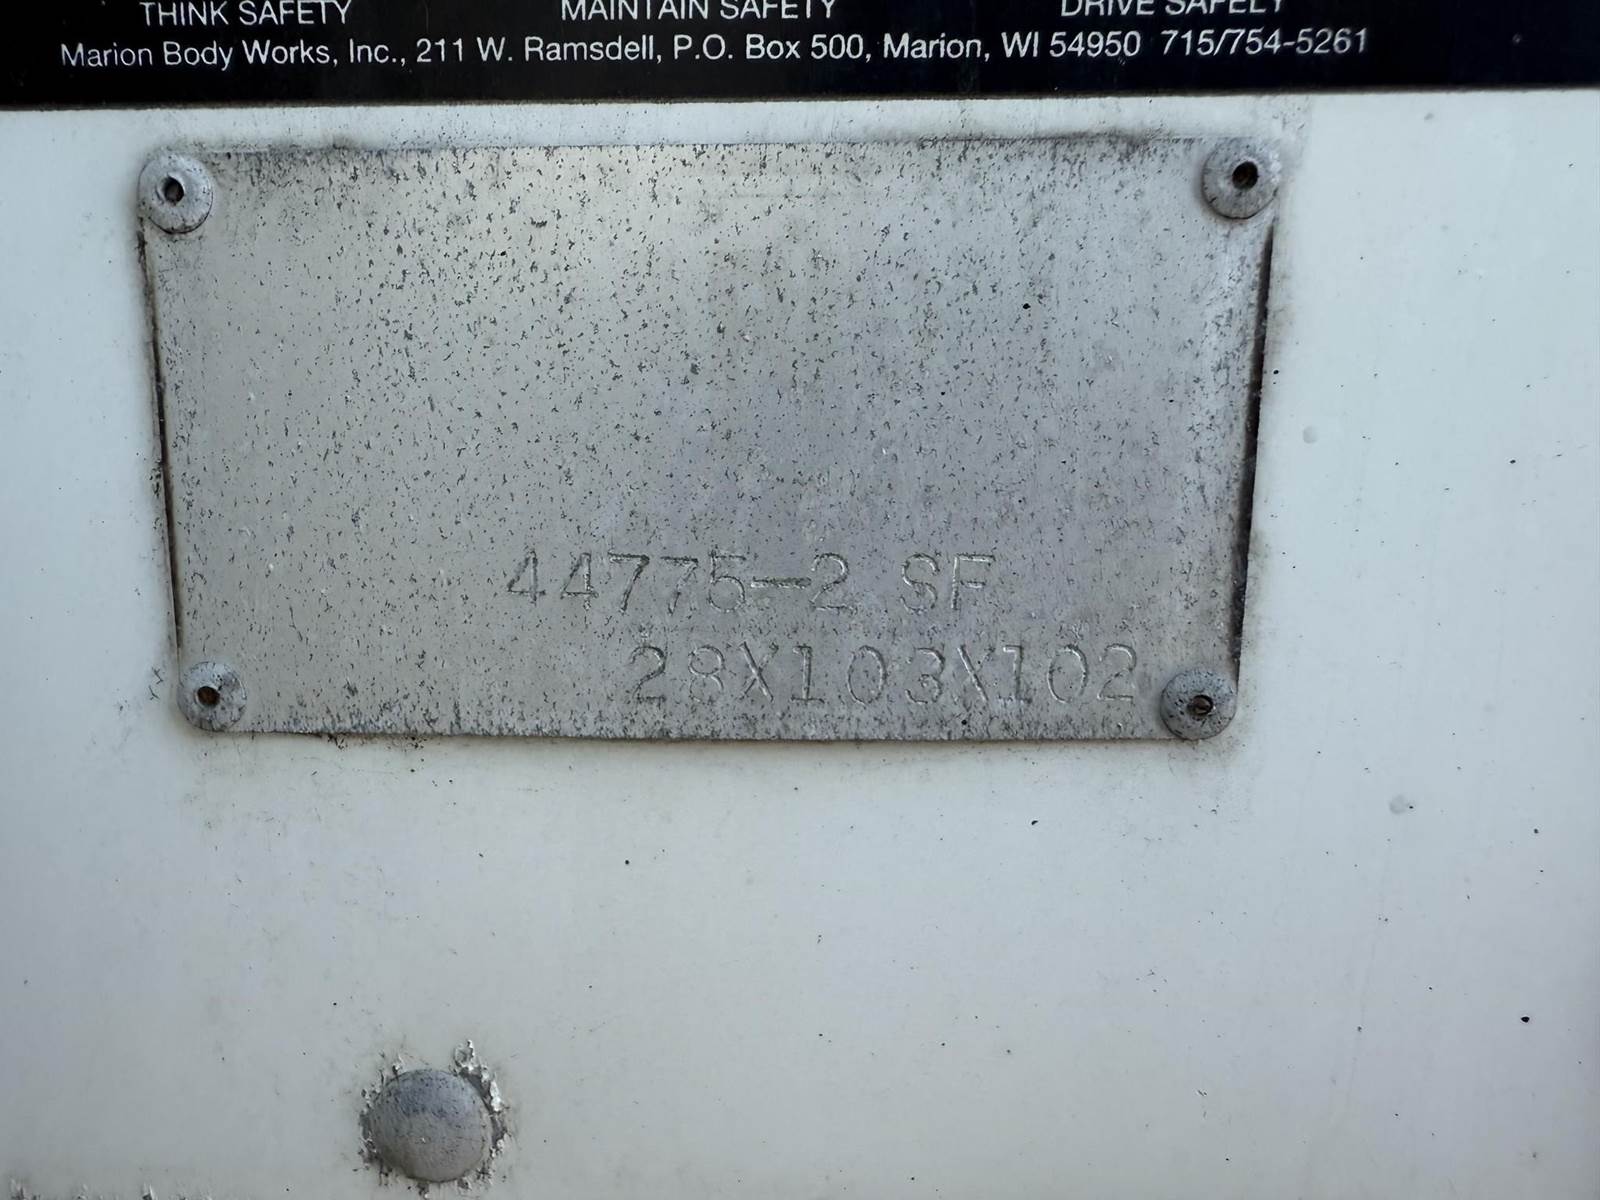 THINK SAFETY MAINTAIN SAFETY DRIVE SAFELY
Marion Body Works, Inc., 211 W. Ramsdell, P.O. Box 500, Marion, WI 54950 715/754-5261
44775-2 SF
28X103X102